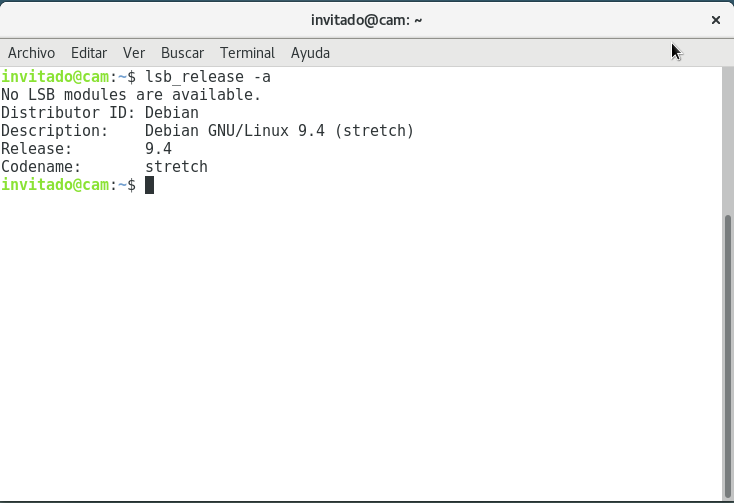 invitado@cam: ~ ×
Archivo Editar Ver Buscar Terminal Ayuda
invitado@cam:~$ lsb_release -a
No LSB modules are available.
Distributor ID: Debian
Description:    Debian GNU/Linux 9.4 (stretch)
Release:        9.4
Codename:       stretch
invitado@cam:~$